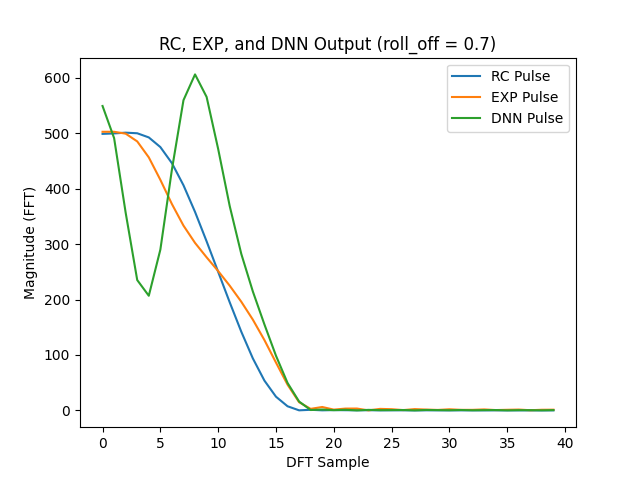 RC, EXP, and DNN Output (roll_off = 0.7)
RC Pulse
EXP Pulse
DNN Pulse
Magnitude (FFT)
600
500
400
300
200
100
0
0 5 10 15 20 25 30 35 40
DFT Sample